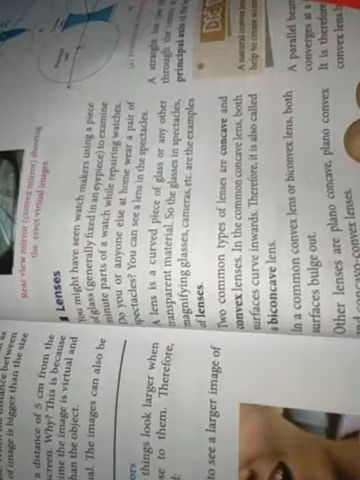 Rear view mirror (convex mirror) showing
the erect virtual images
Lenses
You might have seen watch makers using a piece
of glass (generally fixed in an eyepiece) to examine
minute parts of a watch while repairing watches.
Do you or anyone else at home wear a pair of
spectacles? You can see a lens in the spectacles.
A lens is a curved piece of glass or any other
transparent material. So the glasses in spectacles,
magnifying glasses, cameras, etc. are the examples
of lenses.
Two common types of lenses are concave and
convex lenses. In the common concave lens, both
surfaces curve inwards. Therefore, it is also called
a biconcave lens.
In a common convex lens or biconvex lens, both
surfaces bulge out.
Other lenses are plano concave, plano convex
lenses.
distance between
of image is bigger than the size
a distance of 5 cm from the
screen. Why? This is because
time the image is virtual and
than the object.
The images can also be
things look larger when
to them. Therefore,
to see a larger image of
A straight
through the
principal axis of
A natural convex
help to create
A parallel beam
converges at
It is therefore
convex lens